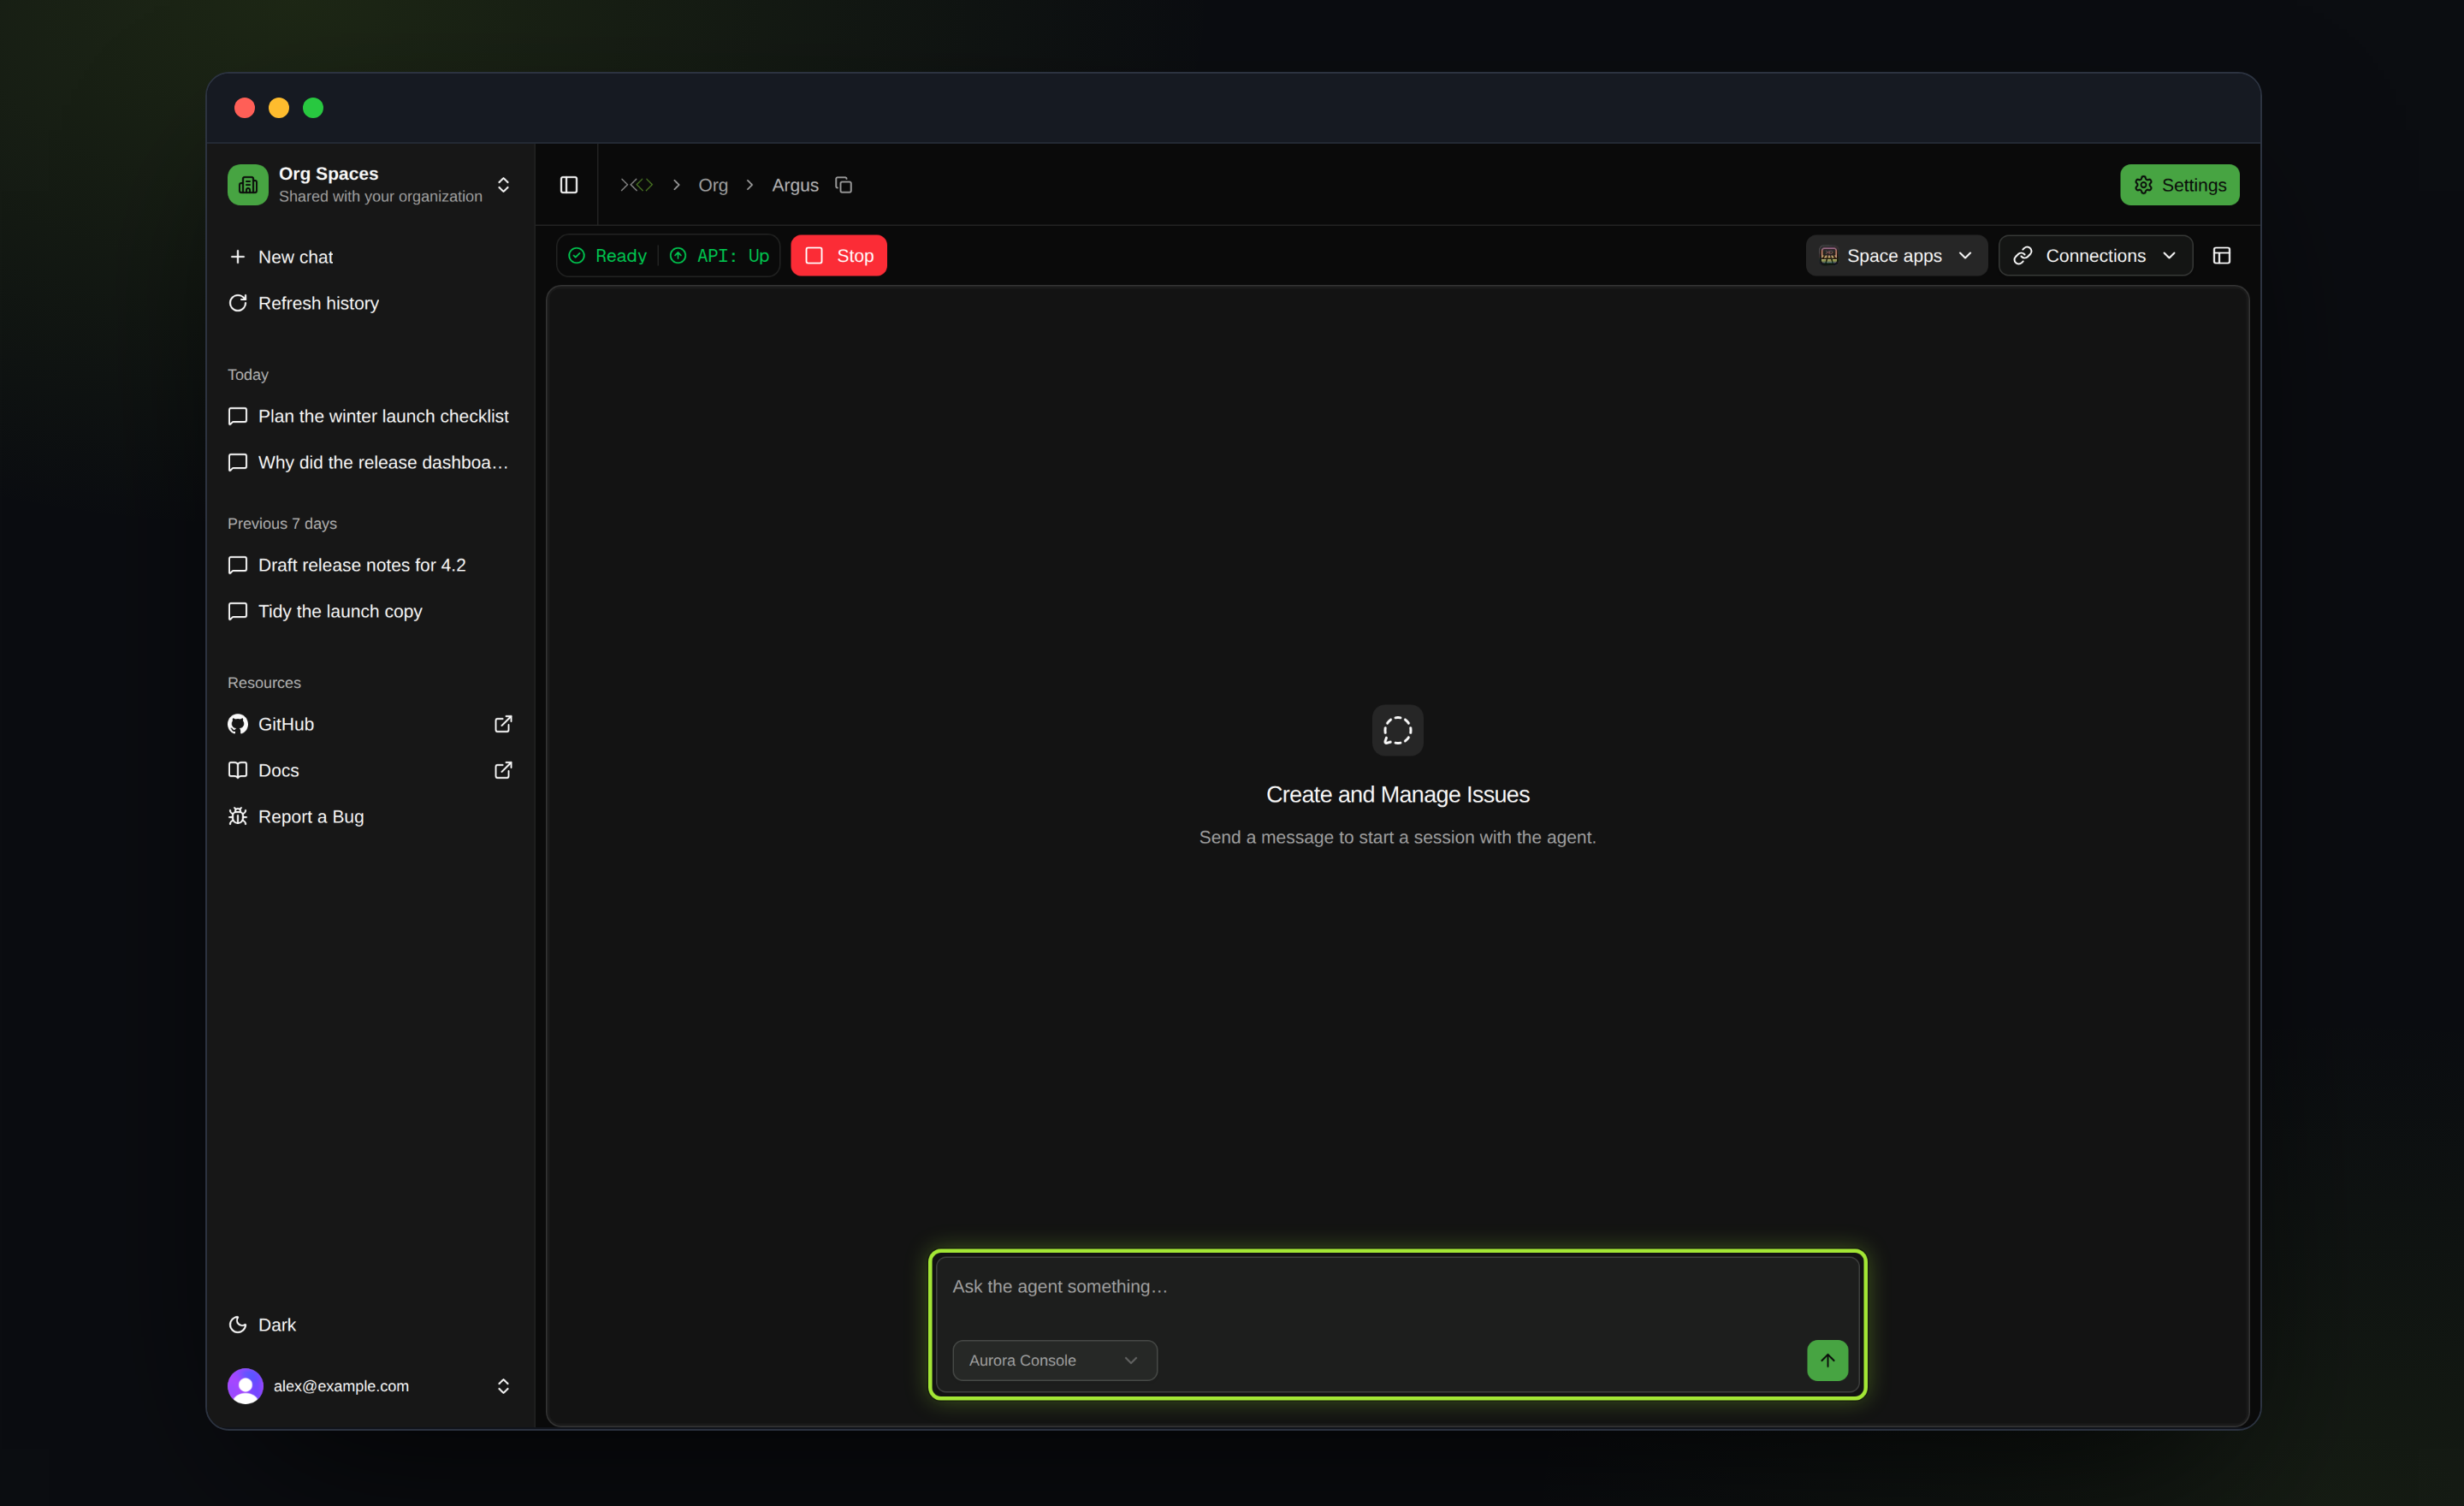 Org Spaces
Shared with your organization
New chat
Refresh history
Today
Plan the winter launch checklist
Why did the release dashboa…
Previous 7 days
Draft release notes for 4.2
Tidy the launch copy
Resources
GitHub
Docs
Report a Bug
Dark
alex@example.com
Org
Argus
Settings
Ready
API: Up
Stop
Space apps
Connections
Create and Manage Issues
Send a message to start a session with the agent.
Ask the agent something…
Aurora Console